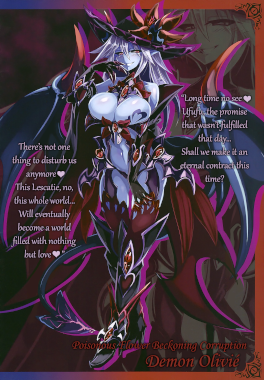 "Long time no see♥
Ufufu, the promise
that wasn't fulfilled
that day...
Shall we make it an
eternal contract this
time?
There's not one
thing to disturb us
anymore♥
This Lescatie, no,
this whole world...
Will eventually
become a world
filled with nothing
but love♥"
Poisonous Flower Beckoning Corruption
Demon Olivie